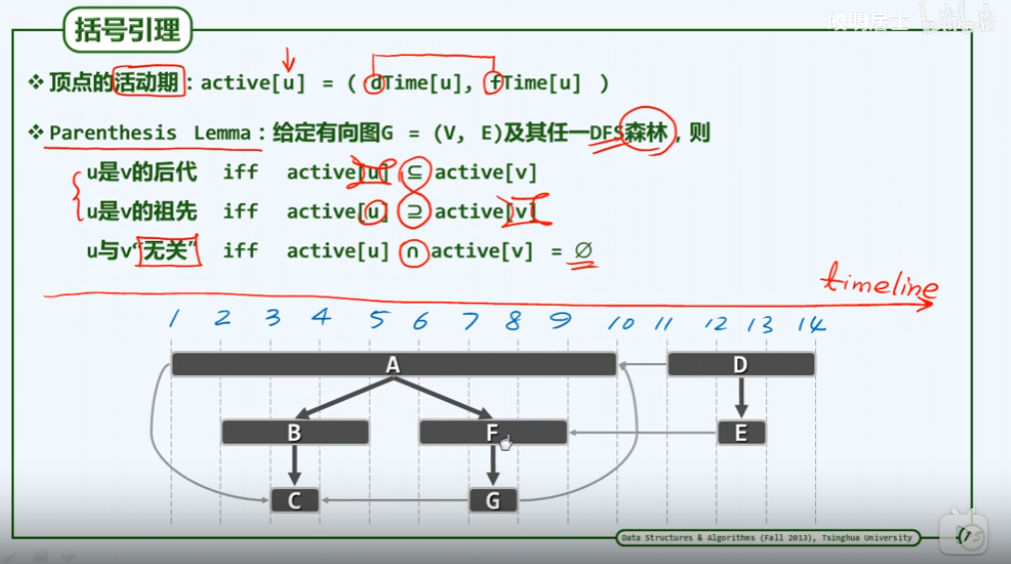 括号引理
❖ 顶点的活动期：active[u] = ( dTime[u], fTime[u] )
❖ Parenthesis Lemma：给定有向图G = (V, E)及其任一DFS森林，则
u是v的后代 iff active[u] ⊆ active[v]
u是v的祖先 iff active[u] ⊇ active[v]
u与v“无关” iff active[u] ∩ active[v] = ∅
timeline
1 2 3 4 5 6 7 8 9 10 11 12 13 14
A D
B F E
C G
Data Structures & Algorithms (Fall 2013), Tsinghua University